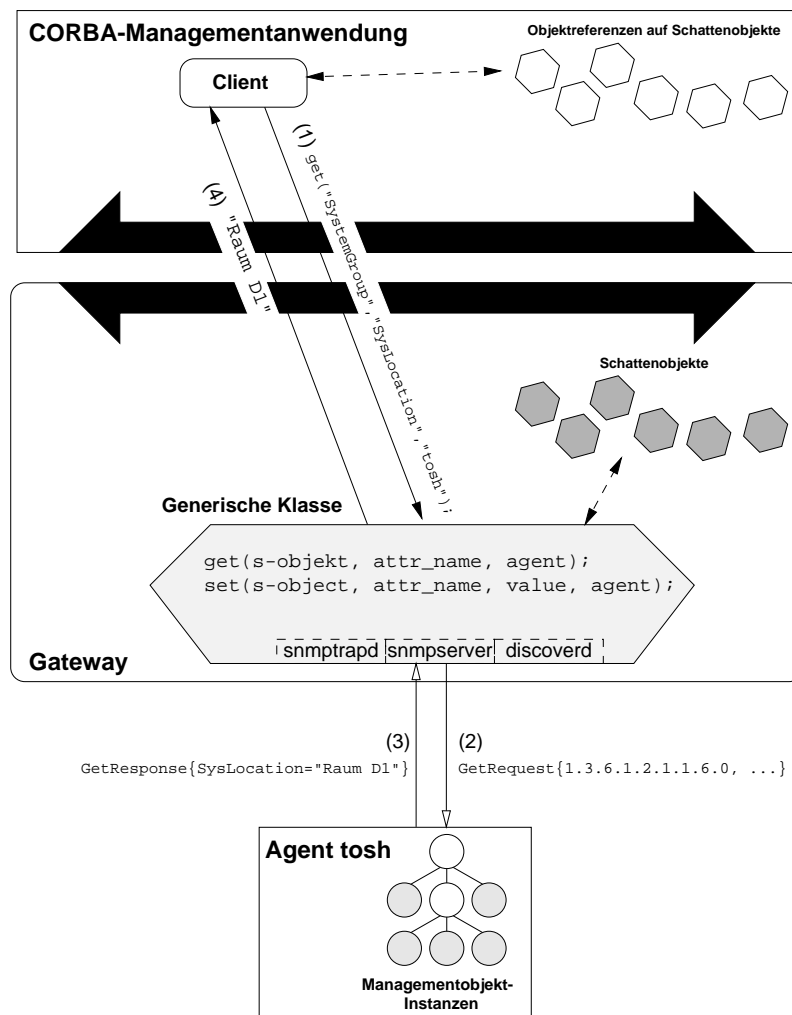 CORBA-Managementanwendung
Objektreferenzen auf Schattenobjekte
Client
(1) get("SystemGroup","SysLocation","tosh");
(4) "Raum D1"
Schattenobjekte
Generische Klasse
get(s-objekt, attr_name, agent);
set(s-object, attr_name, value, agent);
snmptrapd snmpserver discoverd
Gateway
(3) (2)
GetResponse{SysLocation="Raum D1"} GetRequest{1.3.6.1.2.1.1.6.0, ...}
Agent tosh
Managementobjekt-
Instanzen